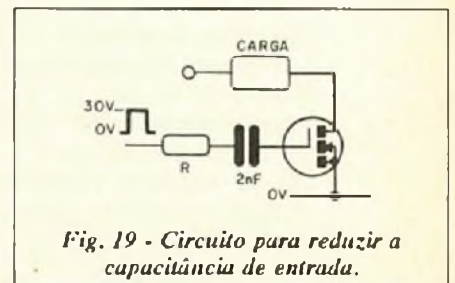 CARGA
30V
0V
R
2nF
0V
Fig. 19 - Circuito para reduzir a
capacitância de entrada.